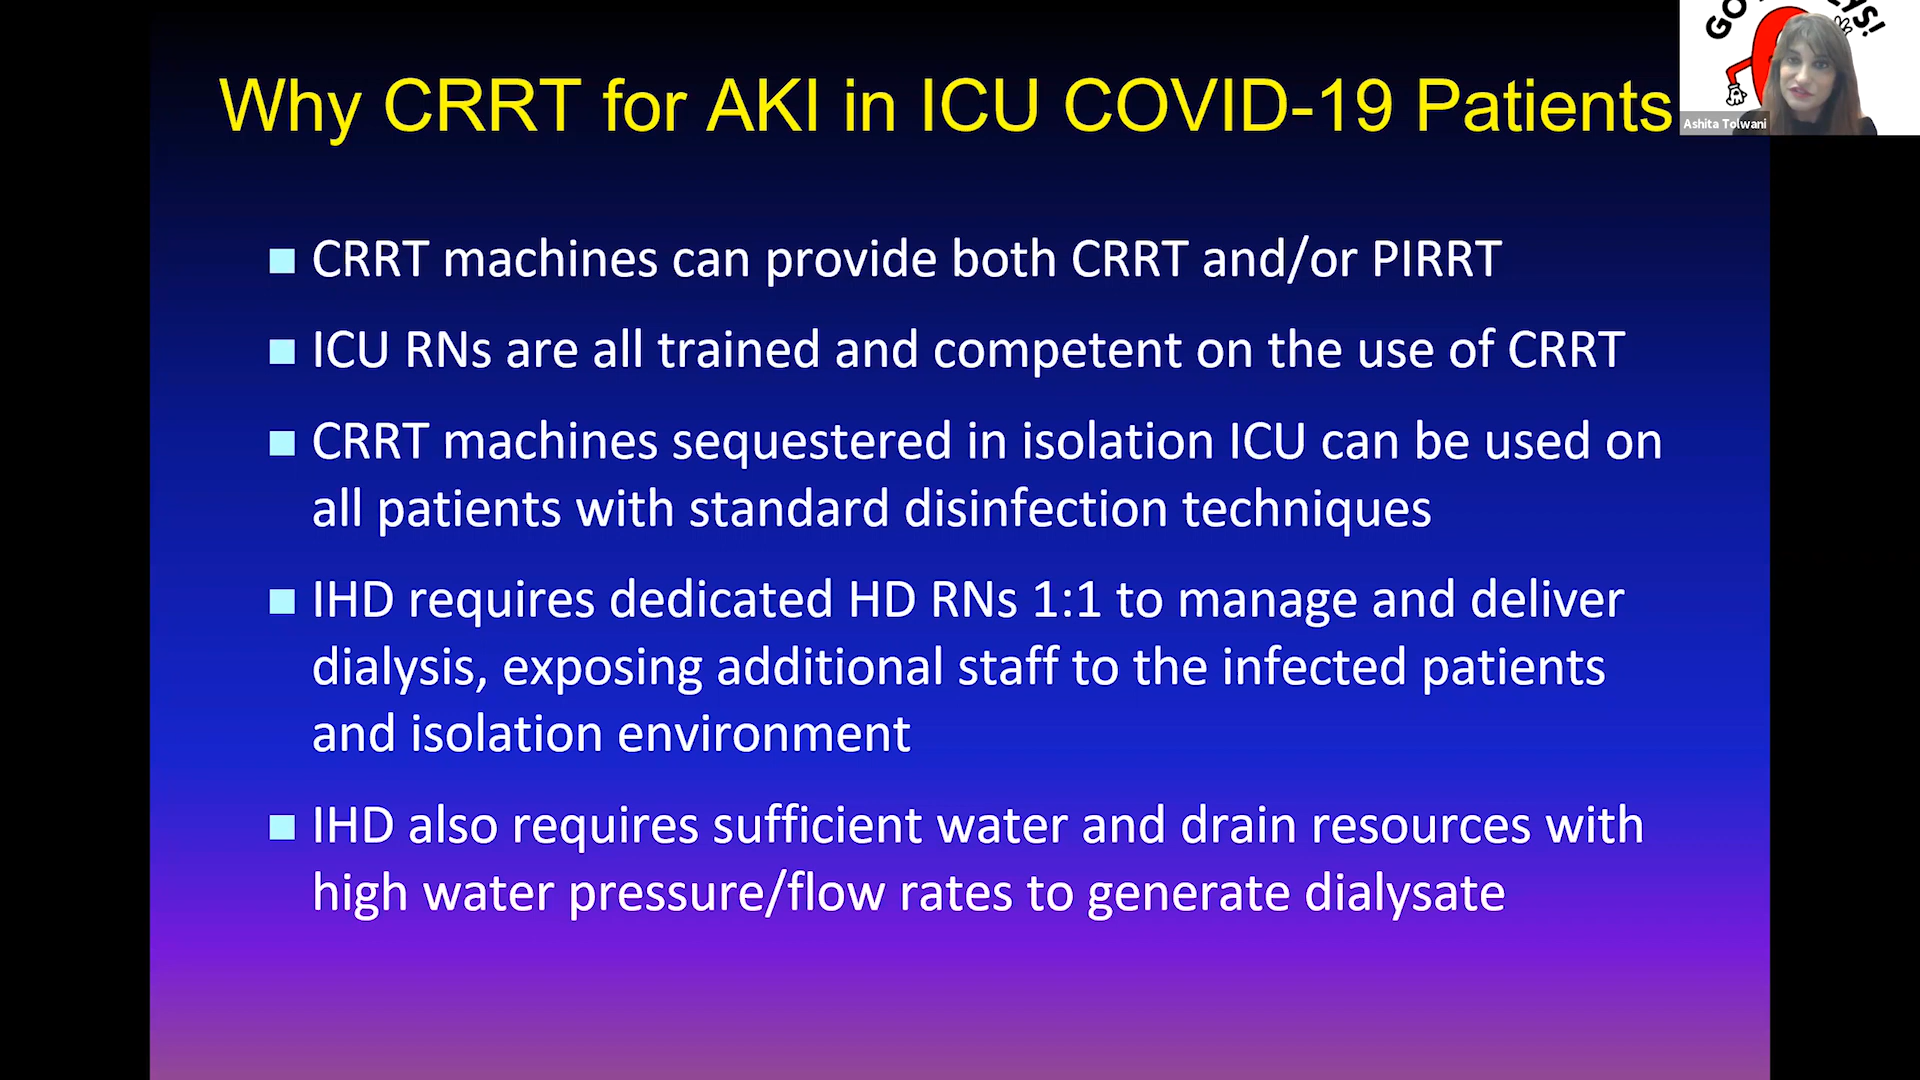 Why CRRT for AKI in ICU COVID-19 Patients
Ashita Tolwani
CRRT machines can provide both CRRT and/or PIRRT
ICU RNs are all trained and competent on the use of CRRT
CRRT machines sequestered in isolation ICU can be used on
all patients with standard disinfection techniques
IHD requires dedicated HD RNs 1:1 to manage and deliver
dialysis, exposing additional staff to the infected patients
and isolation environment
IHD also requires sufficient water and drain resources with
high water pressure/flow rates to generate dialysate